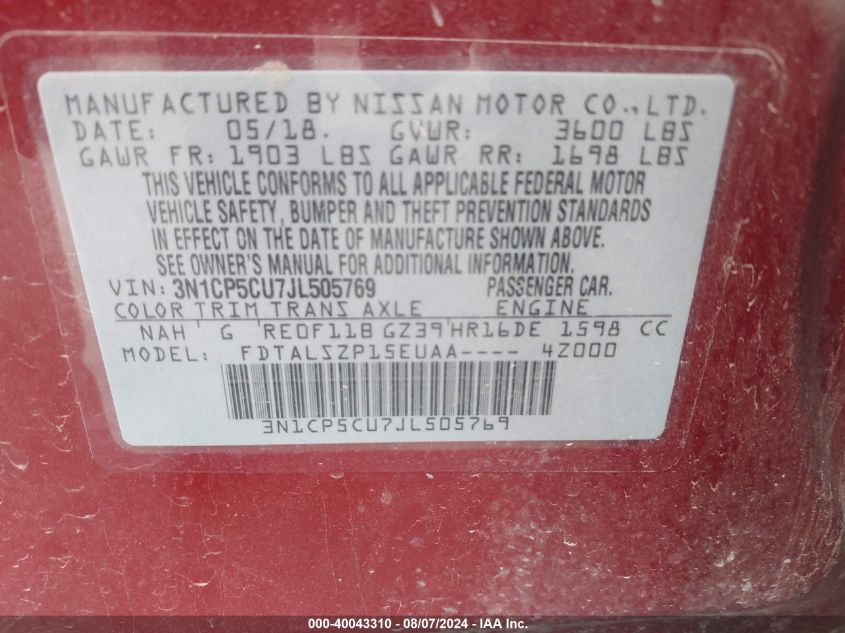 MANUFACTURED BY NISSAN MOTOR CO., LTD.
DATE: 05/18. GVWR: 3600 LBS
GAWR FR: 1903 LBS GAWR RR: 1698 LBS
THIS VEHICLE CONFORMS TO ALL APPLICABLE FEDERAL MOTOR
VEHICLE SAFETY, BUMPER AND THEFT PREVENTION STANDARDS
IN EFFECT ON THE DATE OF MANUFACTURE SHOWN ABOVE.
SEE OWNER'S MANUAL FOR ADDITIONAL INFORMATION.
VIN: 3N1CP5CU7JL505769 PASSENGER CAR.
COLOR TRIM TRANS AXLE ENGINE
NAH G RE0F11B GZ39 HR16DE 1598 CC
MODEL: FDTALSZP15EUAA---- 4Z000
3N1CP5CU7JL505769
000-40043310 - 08/07/2024 - IAA Inc.